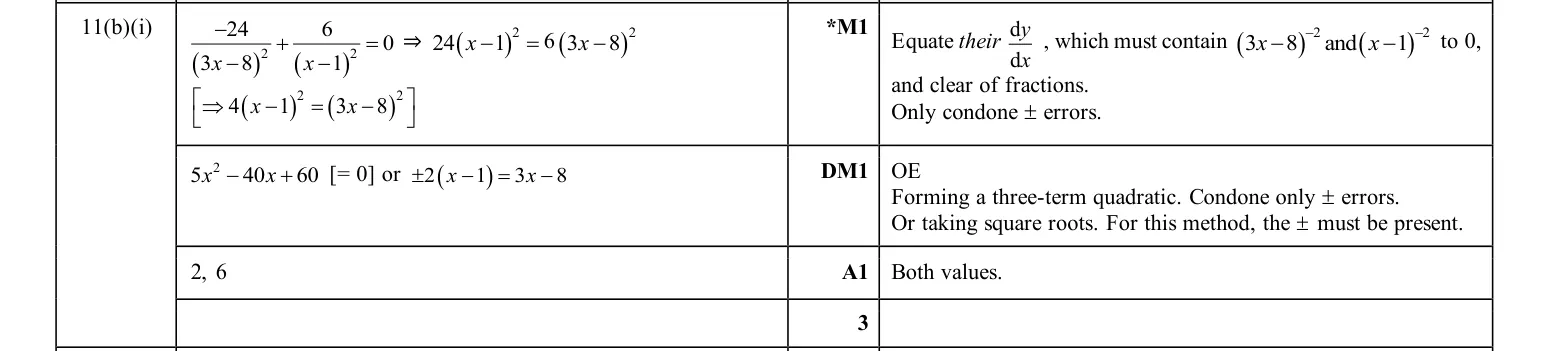 11(b)(i)
−24/(3x−8)² + 6/(x−1)² = 0 ⇒ 24(x−1)² = 6(3x−8)²
[⇒ 4(x−1)² = (3x−8)²]
*M1
Equate their dy/dx , which must contain (3x−8)⁻² and (x−1)⁻² to 0,
and clear of fractions.
Only condone ± errors.
5x² − 40x + 60 [= 0] or ±2(x−1) = 3x−8
DM1
OE
Forming a three-term quadratic. Condone only ± errors.
Or taking square roots. For this method, the ± must be present.
2, 6
A1
Both values.
3